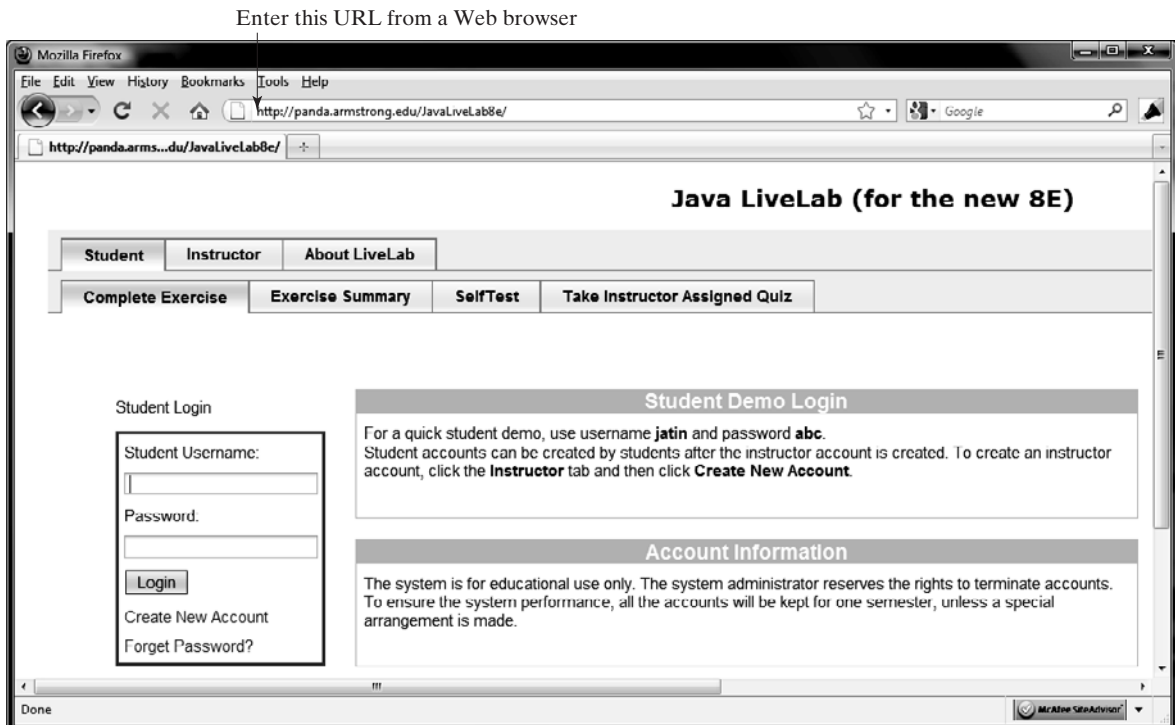 Enter this URL from a Web browser
Mozilla Firefox
File Edit View History Bookmarks Tools Help
http://panda.armstrong.edu/JavaLiveLab8e/
Google
http://panda.arms...du/JavaLiveLab8e/
Java LiveLab (for the new 8E)
Student Instructor About LiveLab
Complete Exercise Exercise Summary SelfTest Take Instructor Assigned Quiz
Student Login
Student Username:
Password:
Login
Create New Account
Forget Password?
Student Demo Login
For a quick student demo, use username jatin and password abc.
Student accounts can be created by students after the instructor account is created. To create an instructor
account, click the Instructor tab and then click Create New Account.
Account Information
The system is for educational use only. The system administrator reserves the rights to terminate accounts.
To ensure the system performance, all the accounts will be kept for one semester, unless a special
arrangement is made.
Done
McAfee SiteAdvisor